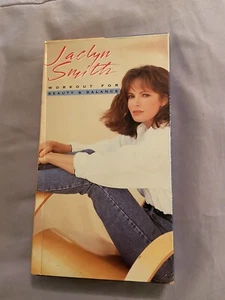 Jaclyn
Smith
WORKOUT FOR
BEAUTY & BALANCE